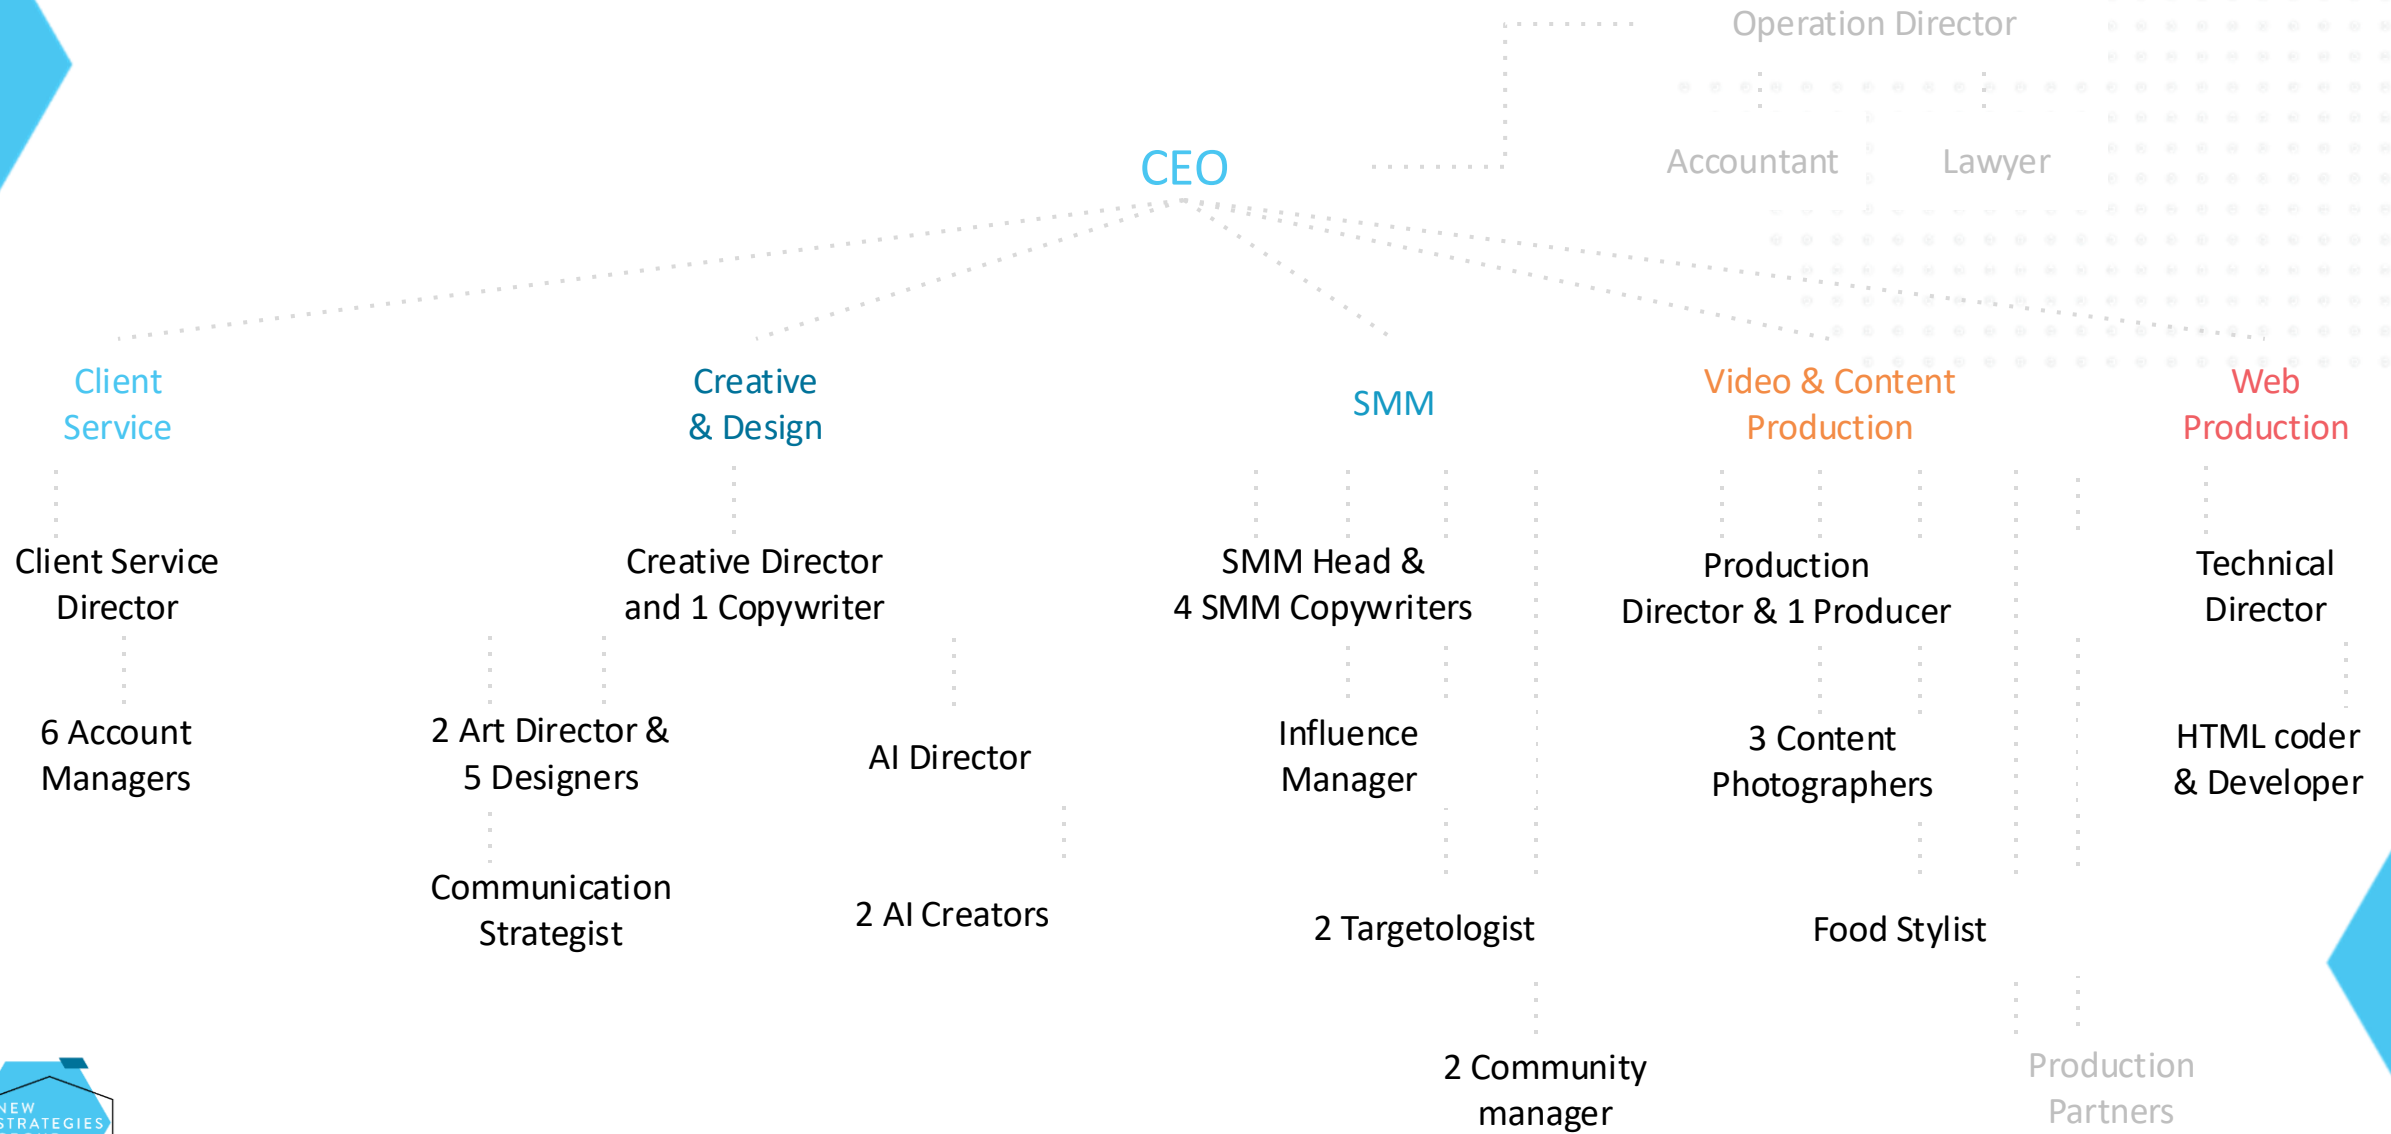 Operation Director
Accountant
Lawyer
CEO
Client
Service
Creative
& Design
SMM
Video & Content
Production
Web
Production
Client Service
Director
Creative Director
and 1 Copywriter
SMM Head &
4 SMM Copywriters
Production
Director & 1 Producer
Technical
Director
6 Account
Managers
2 Art Director &
5 Designers
AI Director
Influence
Manager
3 Content
Photographers
HTML coder
& Developer
Communication
Strategist
2 AI Creators
2 Targetologist
Food Stylist
2 Community
manager
Production
Partners
NEW
STRATEGIES